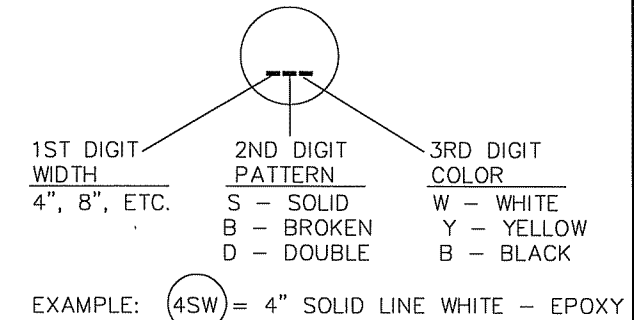 1ST DIGIT 2ND DIGIT 3RD DIGIT
WIDTH PATTERN COLOR
4", 8", ETC. S – SOLID W – WHITE
B – BROKEN Y – YELLOW
D – DOUBLE B – BLACK
EXAMPLE: 4SW = 4" SOLID LINE WHITE – EPOXY